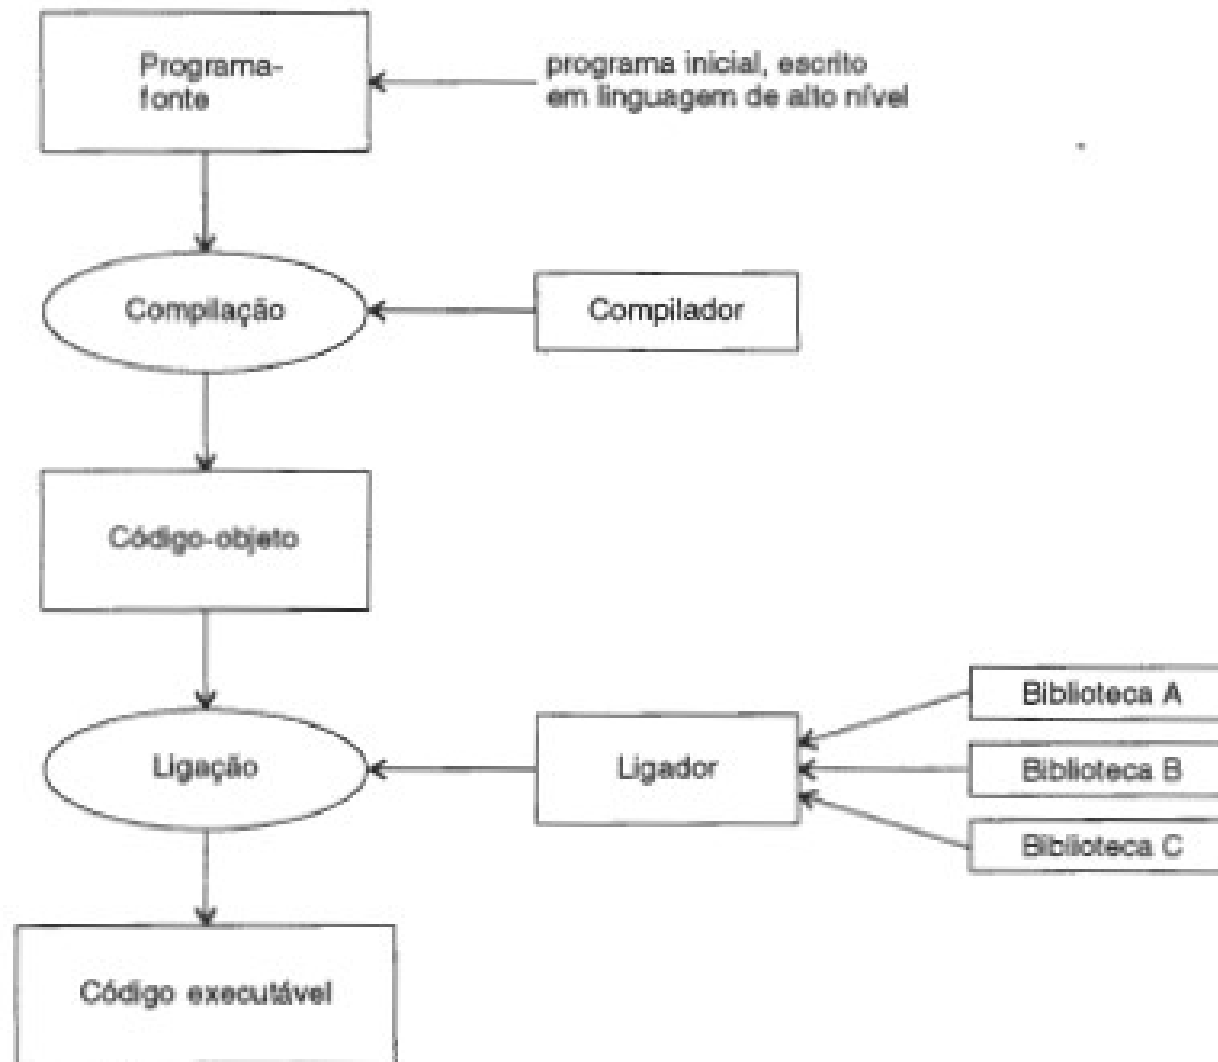 Programa-
fonte
programa inicial, escrito
em linguagem de alto nível
Compilação
Compilador
Código-objeto
Biblioteca A
Ligação
Ligador
Biblioteca B
Biblioteca C
Código executável